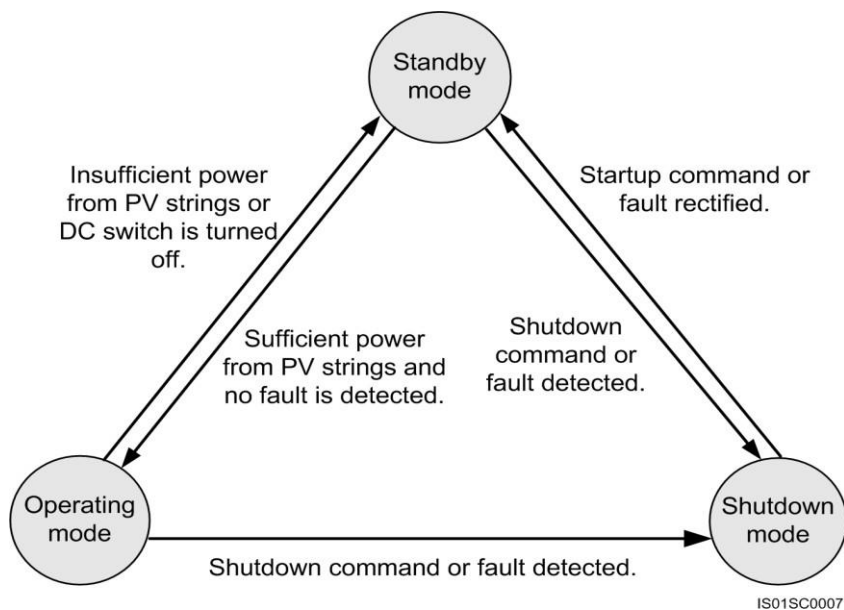 Standby
mode
Insufficient power
from PV strings or
DC switch is turned
off.
Startup command or
fault rectified.
Sufficient power
from PV strings and
no fault is detected.
Shutdown
command or
fault detected.
Operating
mode
Shutdown
mode
Shutdown command or fault detected.
IS01SC0007